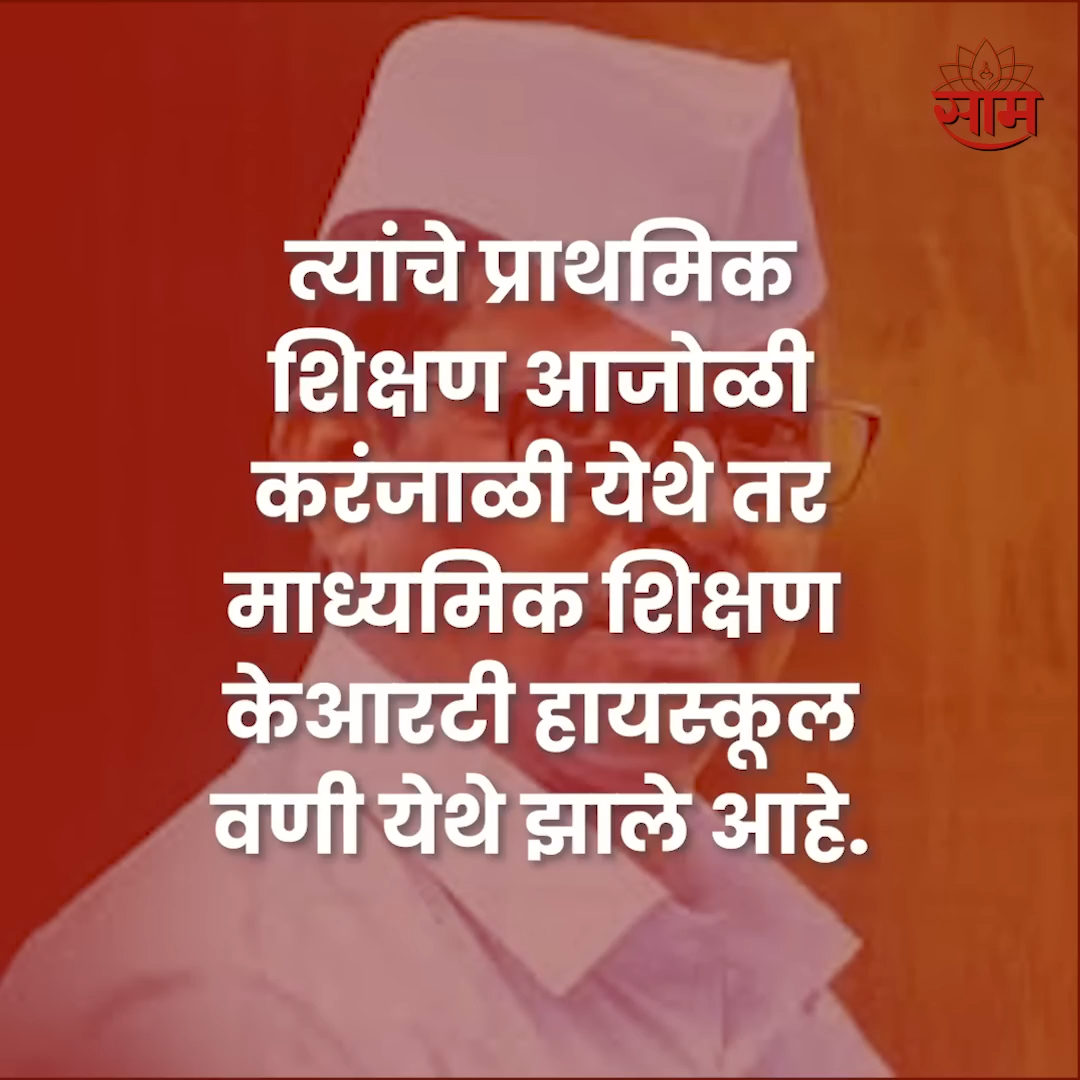 साम
त्यांचे प्राथमिक
शिक्षण आजोळी
करंजाळी येथे तर
माध्यमिक शिक्षण
केआरटी हायस्कूल
वणी येथे झाले आहे.